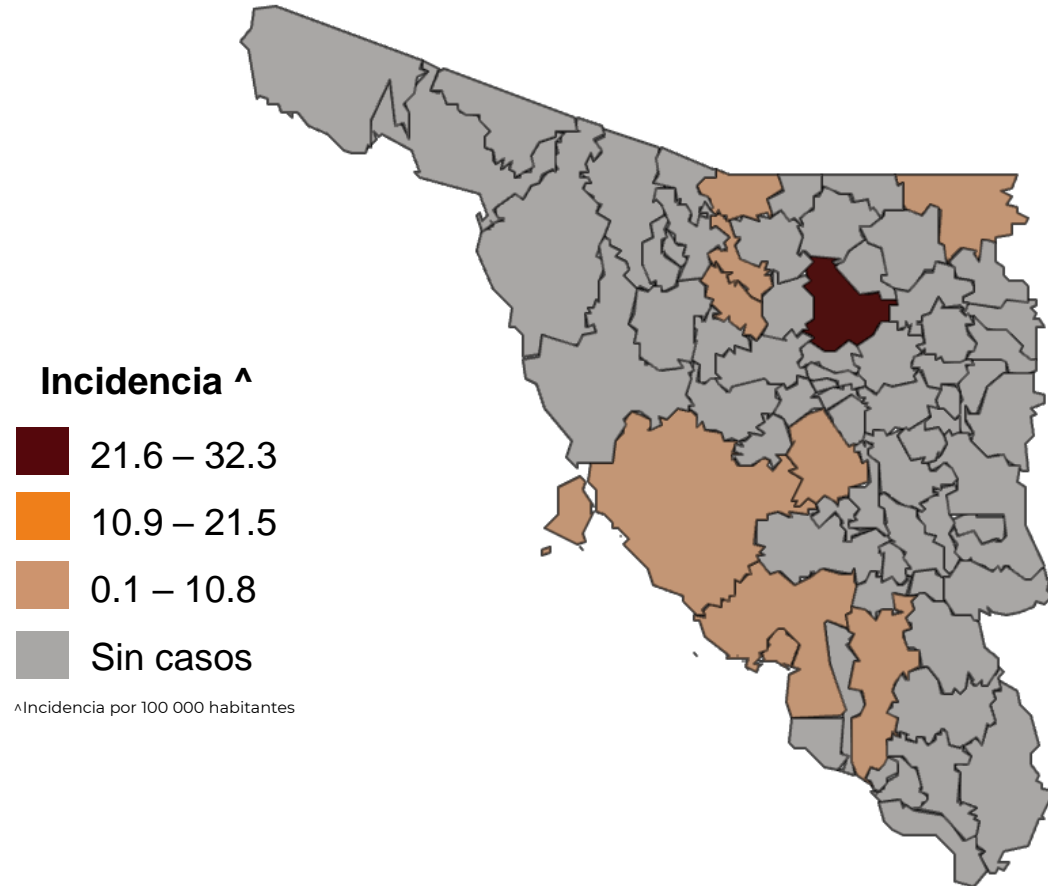 Incidencia ^
21.6 – 32.3
10.9 – 21.5
0.1 – 10.8
Sin casos
^Incidencia por 100 000 habitantes